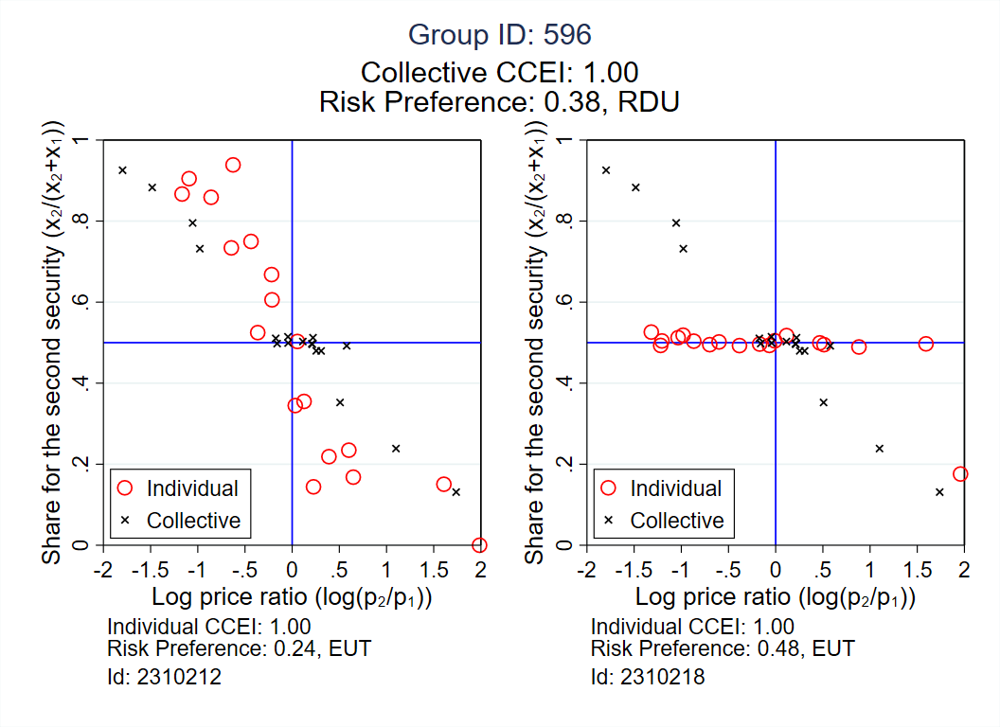 Group ID: 596
Collective CCEI: 1.00
Risk Preference: 0.38, RDU
Share for the second security (x₂/(x₂+x₁))
1
.8
.6
.4
.2
0
Individual
Collective
-2 -1.5 -1 -.5 0 .5 1 1.5 2
Log price ratio (log(p₂/p₁))
Individual CCEI: 1.00
Risk Preference: 0.24, EUT
Id: 2310212
Share for the second security (x₂/(x₂+x₁))
1
.8
.6
.4
.2
0
Individual
Collective
-2 -1.5 -1 -.5 0 .5 1 1.5 2
Log price ratio (log(p₂/p₁))
Individual CCEI: 1.00
Risk Preference: 0.48, EUT
Id: 2310218